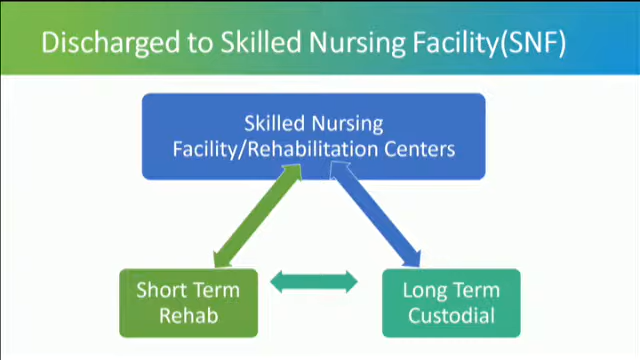 Discharged to Skilled Nursing Facility(SNF)
Skilled Nursing
Facility/Rehabilitation Centers
Short Term
Rehab
Long Term
Custodial